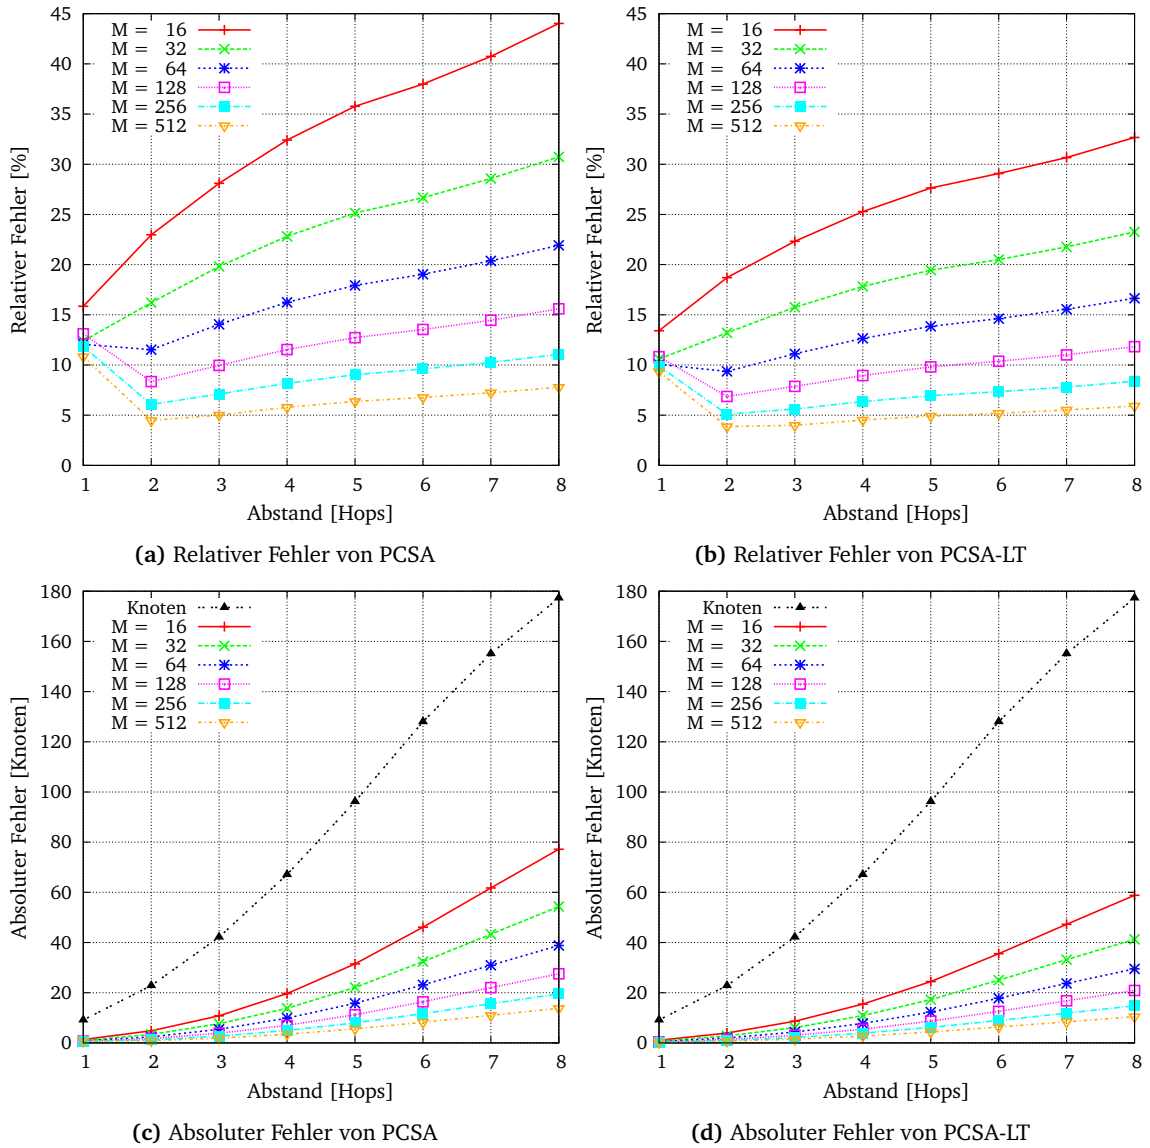 45
40
35
30
25
20
15
10
5
0
Relativer Fehler [%]
M = 16
M = 32
M = 64
M = 128
M = 256
M = 512
1 2 3 4 5 6 7 8
Abstand [Hops]
(a) Relativer Fehler von PCSA
45
40
35
30
25
20
15
10
5
0
Relativer Fehler [%]
M = 16
M = 32
M = 64
M = 128
M = 256
M = 512
1 2 3 4 5 6 7 8
Abstand [Hops]
(b) Relativer Fehler von PCSA-LT
180
160
140
120
100
80
60
40
20
0
Absoluter Fehler [Knoten]
Knoten
M = 16
M = 32
M = 64
M = 128
M = 256
M = 512
1 2 3 4 5 6 7 8
Abstand [Hops]
(c) Absoluter Fehler von PCSA
180
160
140
120
100
80
60
40
20
0
Absoluter Fehler [Knoten]
Knoten
M = 16
M = 32
M = 64
M = 128
M = 256
M = 512
1 2 3 4 5 6 7 8
Abstand [Hops]
(d) Absoluter Fehler von PCSA-LT